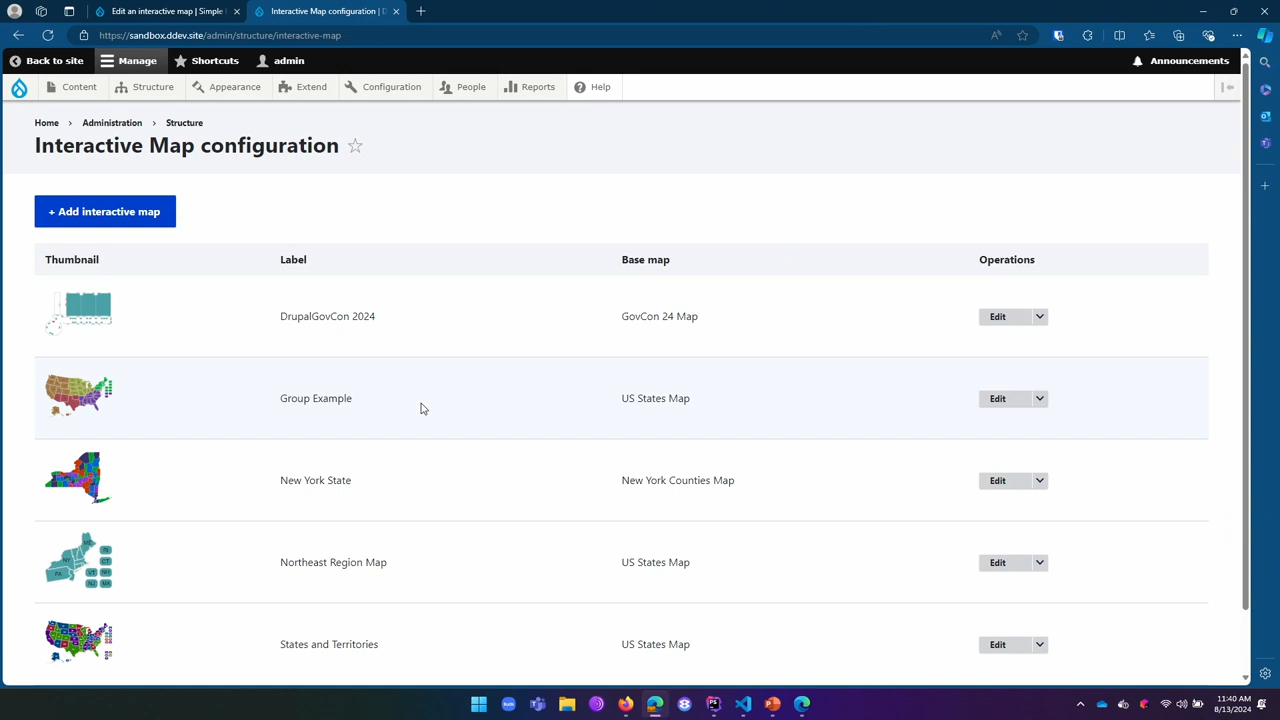 Edit an interactive map | Simple
Interactive Map configuration | D
https://sandbox.ddev.site/admin/structure/interactive-map
Back to site
Manage
Shortcuts
admin
Announcements
Content
Structure
Appearance
Extend
Configuration
People
Reports
Help
Home > Administration > Structure
Interactive Map configuration
+ Add interactive map
Thumbnail Label Base map Operations
DrupalGovCon 2024 GovCon 24 Map Edit
Group Example US States Map Edit
New York State New York Counties Map Edit
Northeast Region Map US States Map Edit
States and Territories US States Map Edit
11:40 AM
8/13/2024